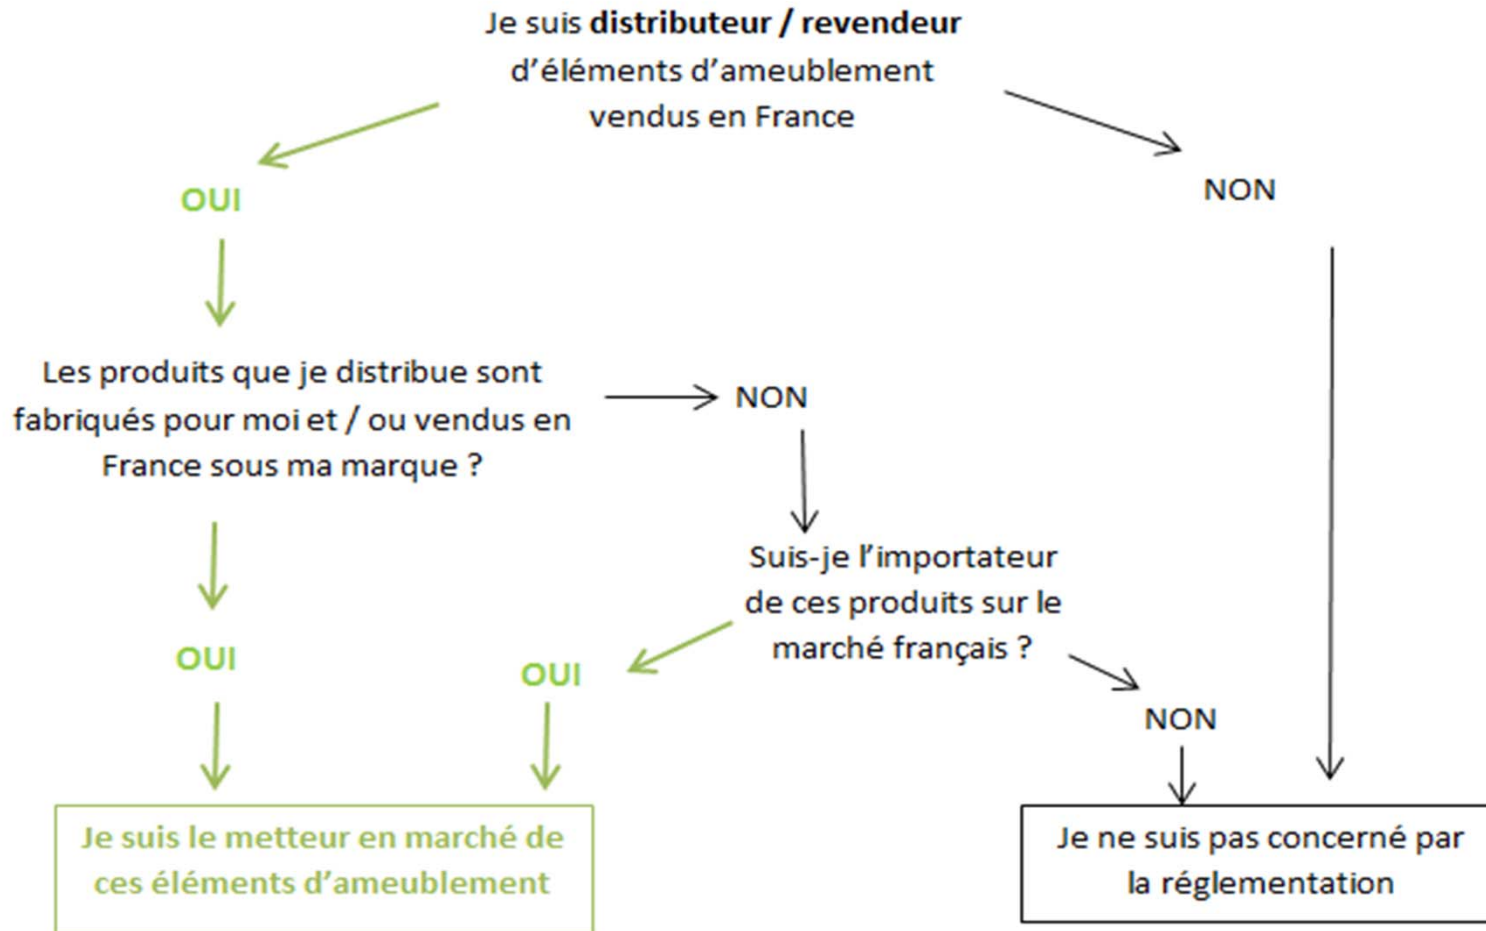 Je suis distributeur / revendeur
d'éléments d'ameublement
vendus en France
OUI
NON
Les produits que je distribue sont
fabriqués pour moi et / ou vendus en
France sous ma marque ?
NON
Suis-je l'importateur
de ces produits sur le
marché français ?
OUI
OUI
NON
Je suis le metteur en marché de
ces éléments d'ameublement
Je ne suis pas concerné par
la réglementation